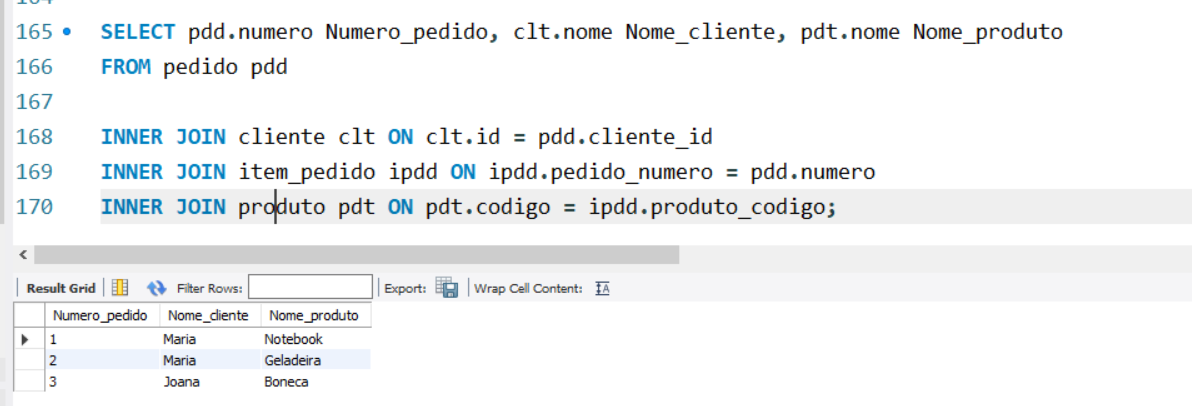 164
165 SELECT pdd.numero Numero_pedido, clt.nome Nome_cliente, pdt.nome Nome_produto
166 FROM pedido pdd
167
168 INNER JOIN cliente clt ON clt.id = pdd.cliente_id
169 INNER JOIN item_pedido ipdd ON ipdd.pedido_numero = pdd.numero
170 INNER JOIN produto pdt ON pdt.codigo = ipdd.produto_codigo;
Result Grid Filter Rows: Export: Wrap Cell Content: IA
Numero_pedido Nome_cliente Nome_produto
1 Maria Notebook
2 Maria Geladeira
3 Joana Boneca